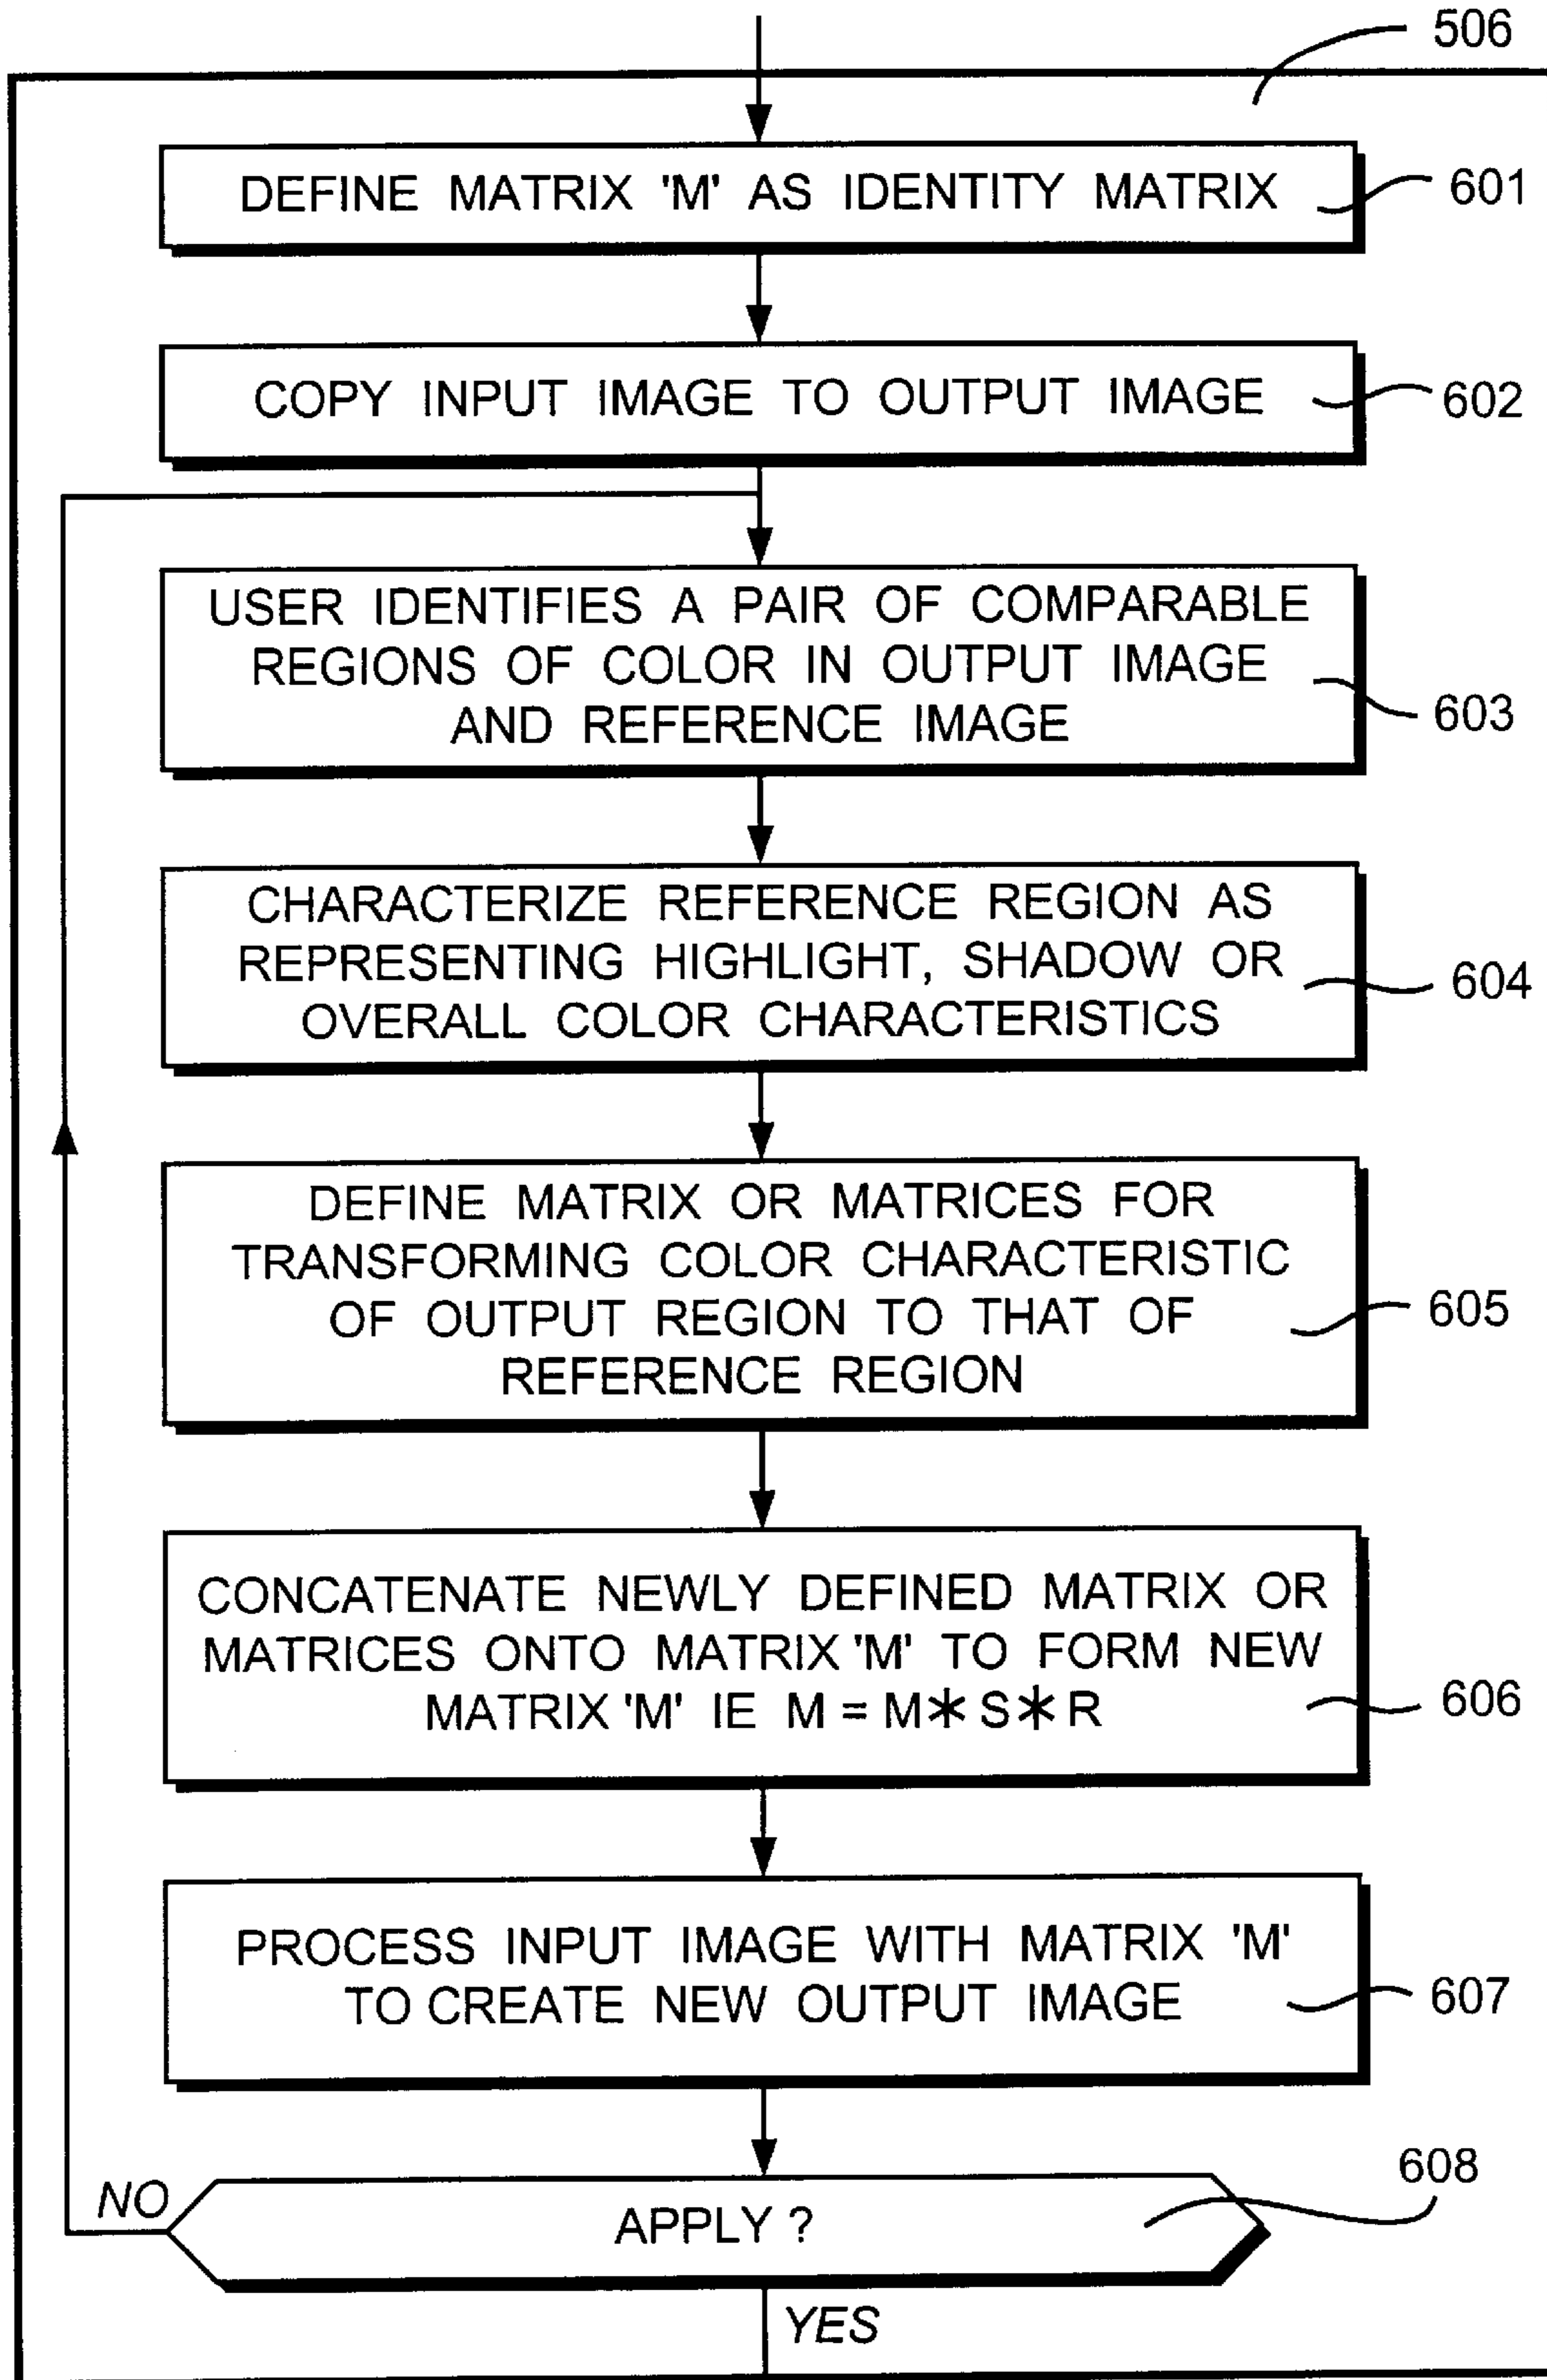 506
DEFINE MATRIX 'M' AS IDENTITY MATRIX
601
COPY INPUT IMAGE TO OUTPUT IMAGE
602
USER IDENTIFIES A PAIR OF COMPARABLE
REGIONS OF COLOR IN OUTPUT IMAGE
AND REFERENCE IMAGE
603
CHARACTERIZE REFERENCE REGION AS
REPRESENTING HIGHLIGHT, SHADOW OR
OVERALL COLOR CHARACTERISTICS
604
DEFINE MATRIX OR MATRICES FOR
TRANSFORMING COLOR CHARACTERISTIC
OF OUTPUT REGION TO THAT OF
REFERENCE REGION
605
CONCATENATE NEWLY DEFINED MATRIX OR
MATRICES ONTO MATRIX 'M' TO FORM NEW
MATRIX 'M' IE M = M * S * R
606
PROCESS INPUT IMAGE WITH MATRIX 'M'
TO CREATE NEW OUTPUT IMAGE
607
608
NO
APPLY ?
YES